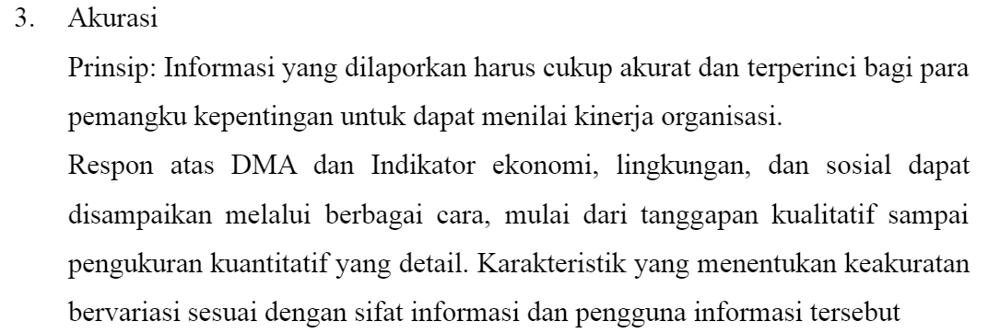 3. Akurasi
Prinsip: Informasi yang dilaporkan harus cukup akurat dan terperinci bagi para
pemangku kepentingan untuk dapat menilai kinerja organisasi.
Respon atas DMA dan Indikator ekonomi, lingkungan, dan sosial dapat
disampaikan melalui berbagai cara, mulai dari tanggapan kualitatif sampai
pengukuran kuantitatif yang detail. Karakteristik yang menentukan keakuratan
bervariasi sesuai dengan sifat informasi dan pengguna informasi tersebut